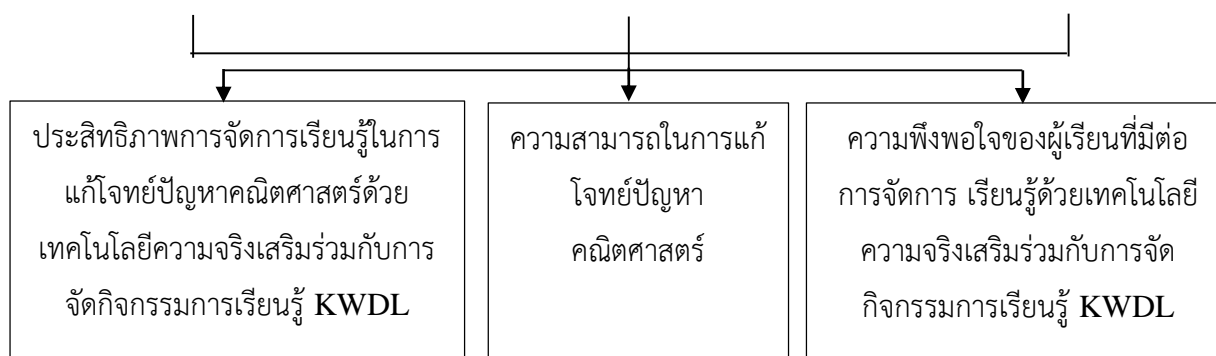 ประสิทธิภาพการจัดการเรียนรู้ในการ
แก้โจทย์ปัญหาคณิตศาสตร์ด้วย
เทคโนโลยีความจริงเสริมร่วมกับการ
จัดกิจกรรมการเรียนรู้ KWDL
ความสามารถในการแก้
โจทย์ปัญหา
คณิตศาสตร์
ความพึงพอใจของผู้เรียนที่มีต่อ
การจัดการ เรียนรู้ด้วยเทคโนโลยี
ความจริงเสริมร่วมกับการจัด
กิจกรรมการเรียนรู้ KWDL